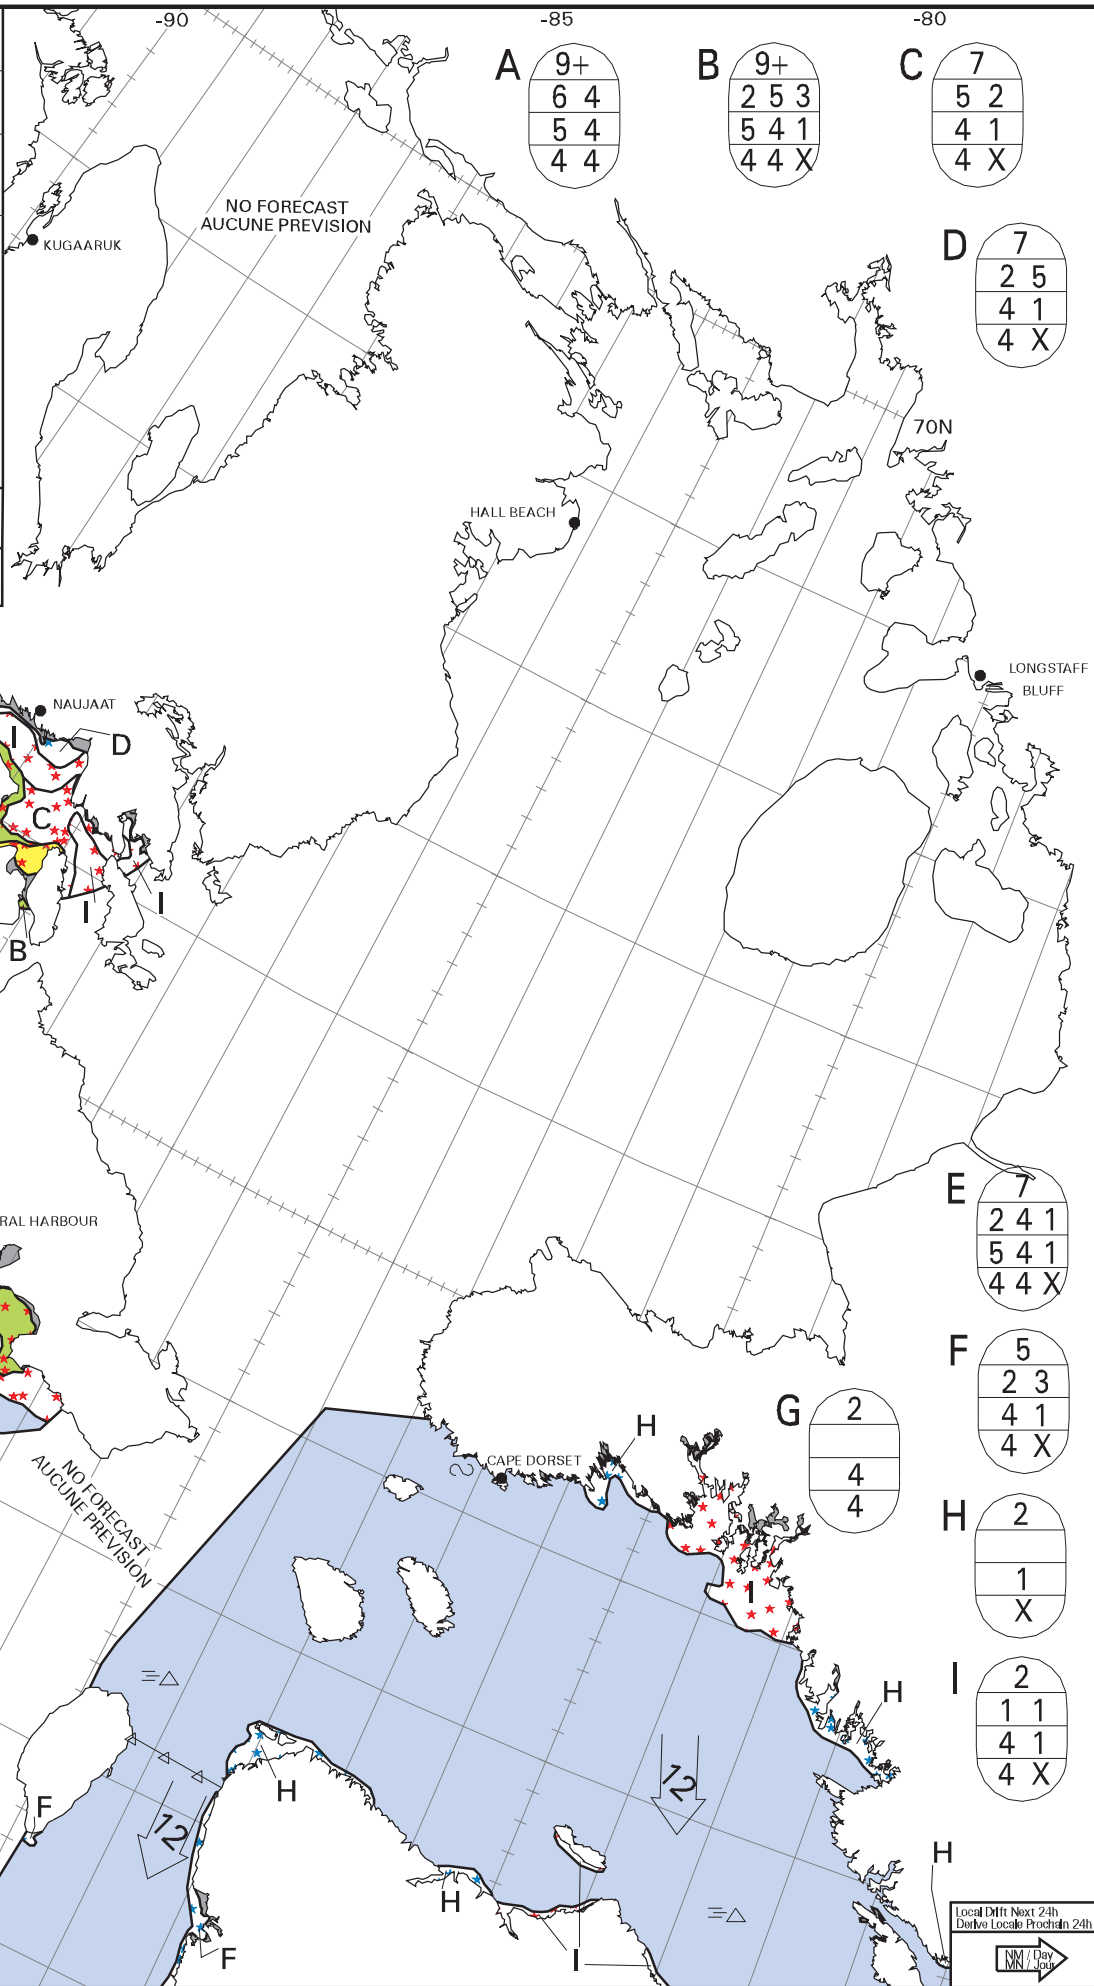 -90
-85
-80
A
9+
6 4
5 4
4 4
B
9+
2 5 3
5 4 1
4 4 X
C
7
5 2
4 1
4 X
NO FORECAST
AUCUNE PREVISION
KUGAARUK
D
7
2 5
4 1
4 X
70N
HALL BEACH
LONGSTAFF
BLUFF
NAUJAAT
I
D
C
I
I
B
E
7
2 4 1
5 4 1
4 4 X
RAL HARBOUR
F
5
2 3
4 1
4 X
G
2
4
4
H
CAPE DORSET
NO FORECAST
AUCUNE PREVISION
H
2
1
X
I
I
2
1 1
4 1
4 X
H
H
12
F
12
H
H
F
I
Local Drift Next 24h
Derive Locale Prochain 24h
NM / Day
MN / Jour